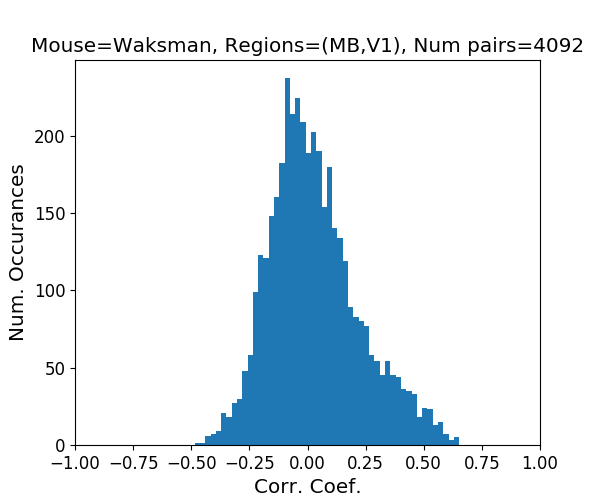 Mouse=Waksman, Regions=(MB,V1), Num pairs=4092
Num. Occurances
200
150
100
50
0
−1.00 −0.75 −0.50 −0.25 0.00 0.25 0.50 0.75 1.00
Corr. Coef.